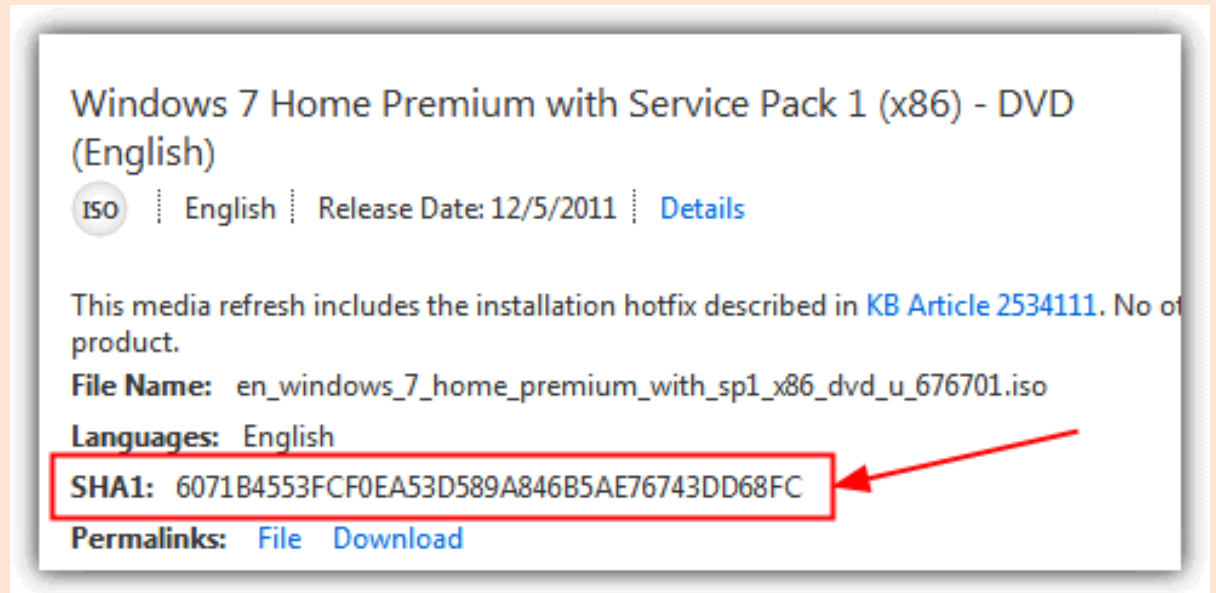 Windows 7 Home Premium with Service Pack 1 (x86) - DVD
(English)
ISO English Release Date: 12/5/2011 Details
This media refresh includes the installation hotfix described in KB Article 2534111. No
product.
File Name: en_windows_7_home_premium_with_sp1_x86_dvd_u_676701.iso
Languages: English
SHA1: 6071B4553FCF0EA53D589A846B5AE76743DD68FC
Permalinks: File Download